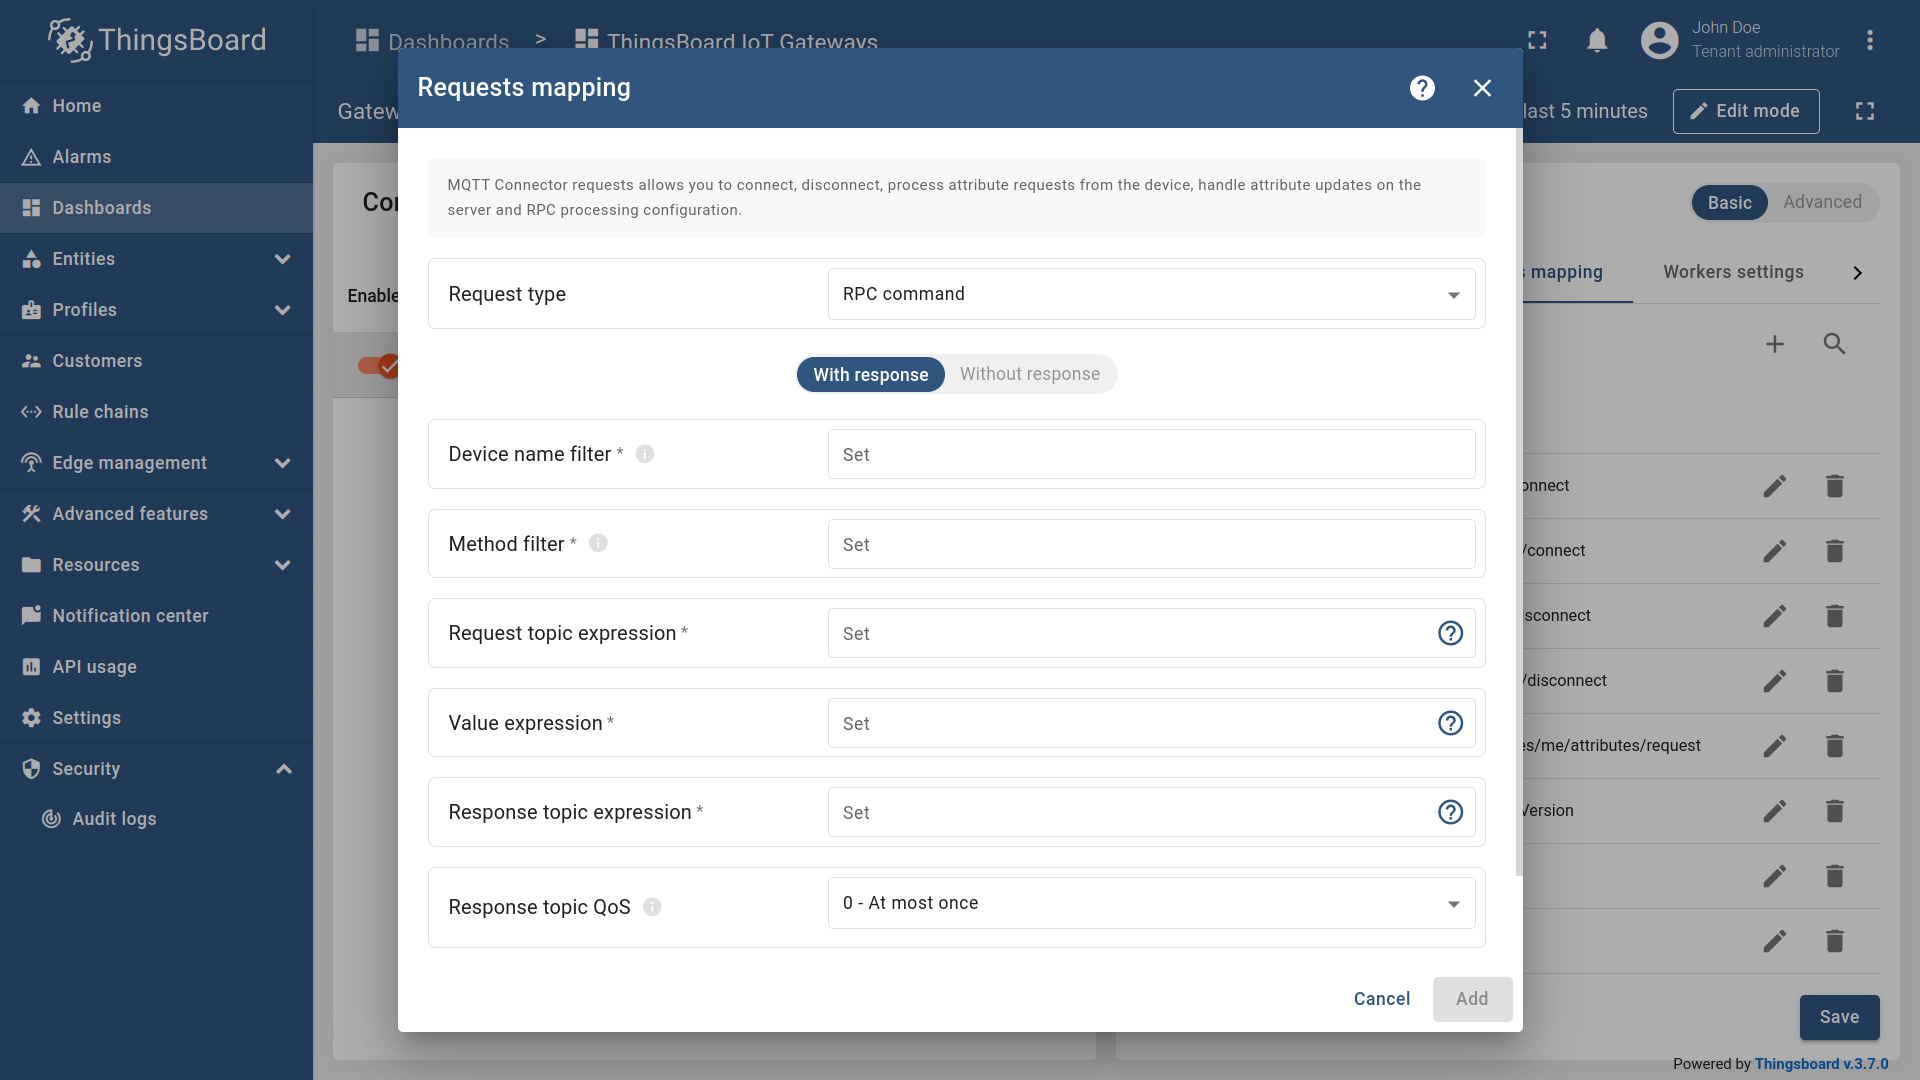 ThingsBoard
Dashboards > ThingsBoard IoT Gateways
John Doe
Tenant administrator
Home
Alarms
Dashboards
Entities
Profiles
Customers
Rule chains
Edge management
Advanced features
Resources
Notification center
API usage
Settings
Security
Audit logs
Gatew
last 5 minutes
Edit mode
Requests mapping
MQTT Connector requests allows you to connect, disconnect, process attribute requests from the device, handle attribute updates on the
server and RPC processing configuration.
Request type
RPC command
With response
Without response
Device name filter *
Set
Method filter *
Set
Request topic expression *
Set
Value expression *
Set
Response topic expression *
Set
Response topic QoS
0 - At most once
Cancel
Add
Enable
Basic
Advanced
mapping
Workers settings
onnect
/connect
isconnect
/disconnect
es/me/attributes/request
Version
Save
Powered by Thingsboard v.3.7.0